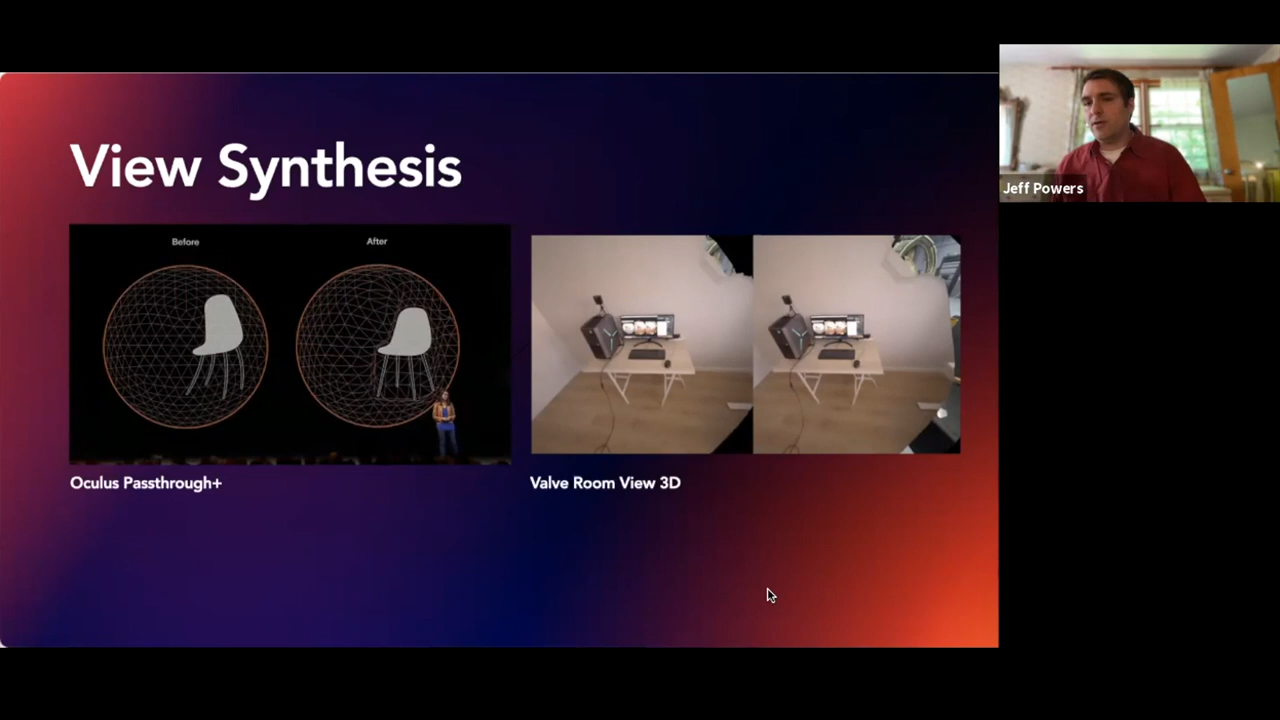 View Synthesis
Before
After
Oculus Passthrough+
Valve Room View 3D
Jeff Powers